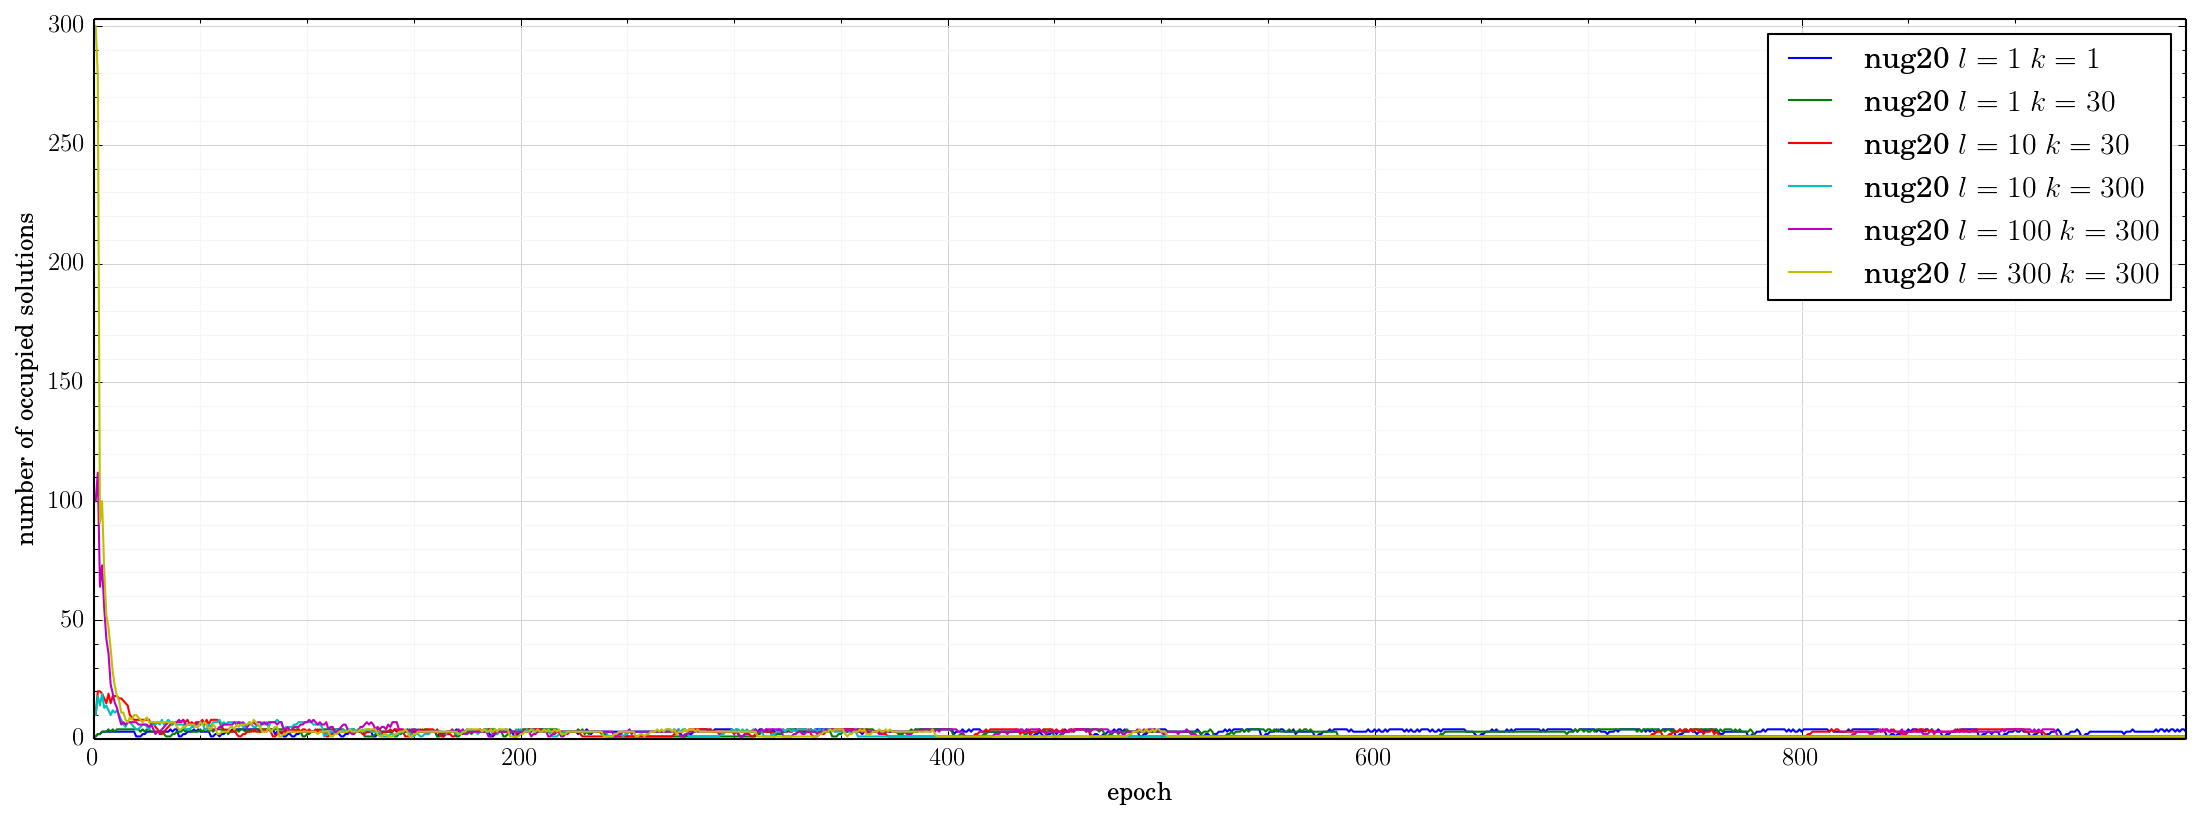 300
250
200
150
100
50
0
number of occupied solutions
0 200 400 600 800
epoch
nug20 l = 1 k = 1
nug20 l = 1 k = 30
nug20 l = 10 k = 30
nug20 l = 10 k = 300
nug20 l = 100 k = 300
nug20 l = 300 k = 300